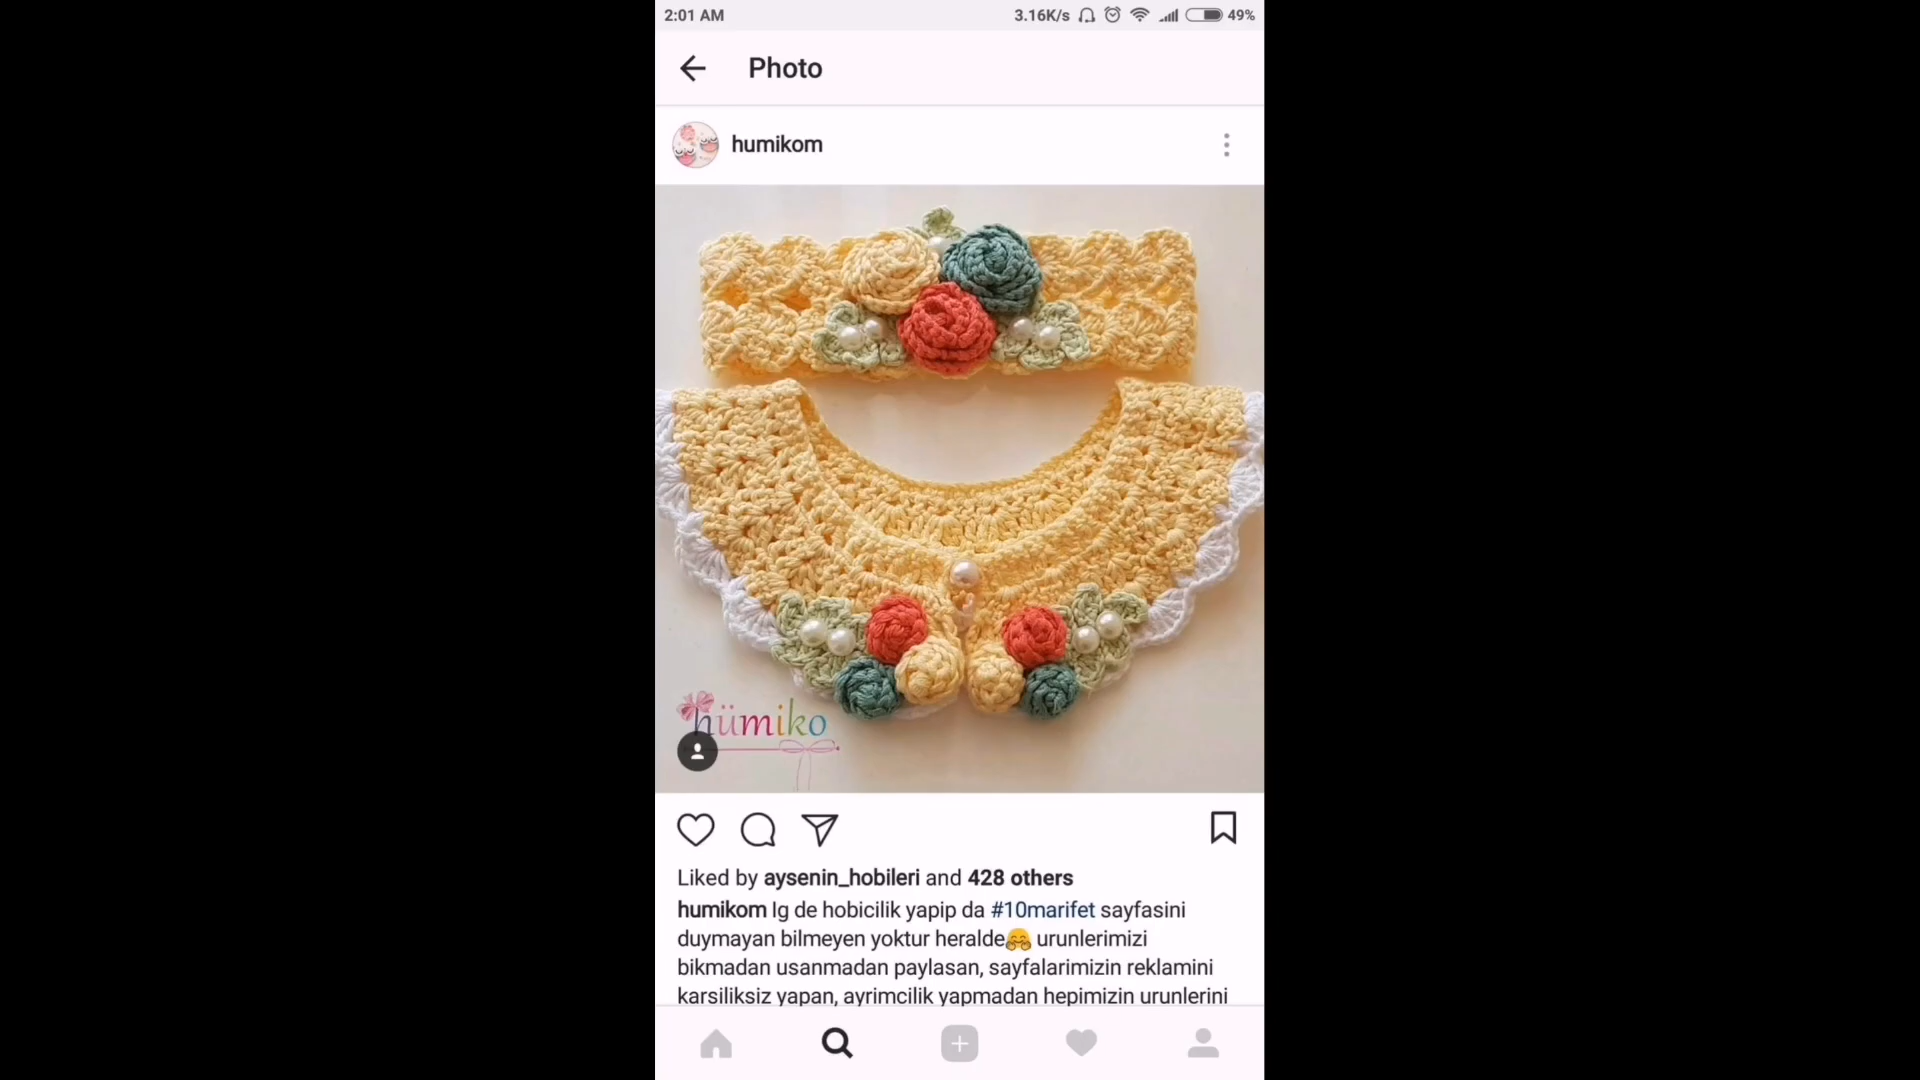 2:01 AM 3.16K/s 49%
Photo
humikom
hümiko
Liked by aysenin_hobileri and 428 others
humikom Ig de hobicilik yapip da #10marifet sayfasini
duymayan bilmeyen yoktur heralde🤗 urunlerimizi
bikmadan usanmadan paylasan, sayfalarimizin reklamini
karsiliksiz yapan, ayrimcilik yapmadan hepimizin urunlerini